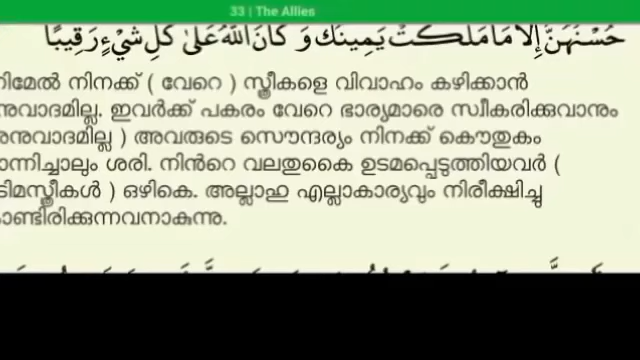 33 | The Allies
حُسْنُهُنَّ إِلَّا مَا مَلَكَتْ يَمِينُكَ وَكَانَ اللَّهُ عَلَىٰ كُلِّ شَيْءٍ رَقِيبًا
നിമേൽ നിനക്ക് ( വേറെ ) സ്ത്രീകളെ വിവാഹം കഴിക്കാൻ
നുവാദമില്ല. ഇവർക്ക് പകരം വേറെ ഭാര്യമാരെ സ്വീകരിക്കുവാനും
അനുവാദമില്ല ) അവരുടെ സൌന്ദര്യം നിനക്ക് കൌതുകം
ോന്നിച്ചാലും ശരി. നിൻറെ വലതുകൈ ഉടമപ്പെടുത്തിയവർ (
ടിമസ്ത്രീകൾ ) ഒഴികെ. അല്ലാഹു എല്ലാകാര്യവും നിരീക്ഷിച്ചു
ൊണ്ടിരിക്കുന്നവനാകുന്നു.